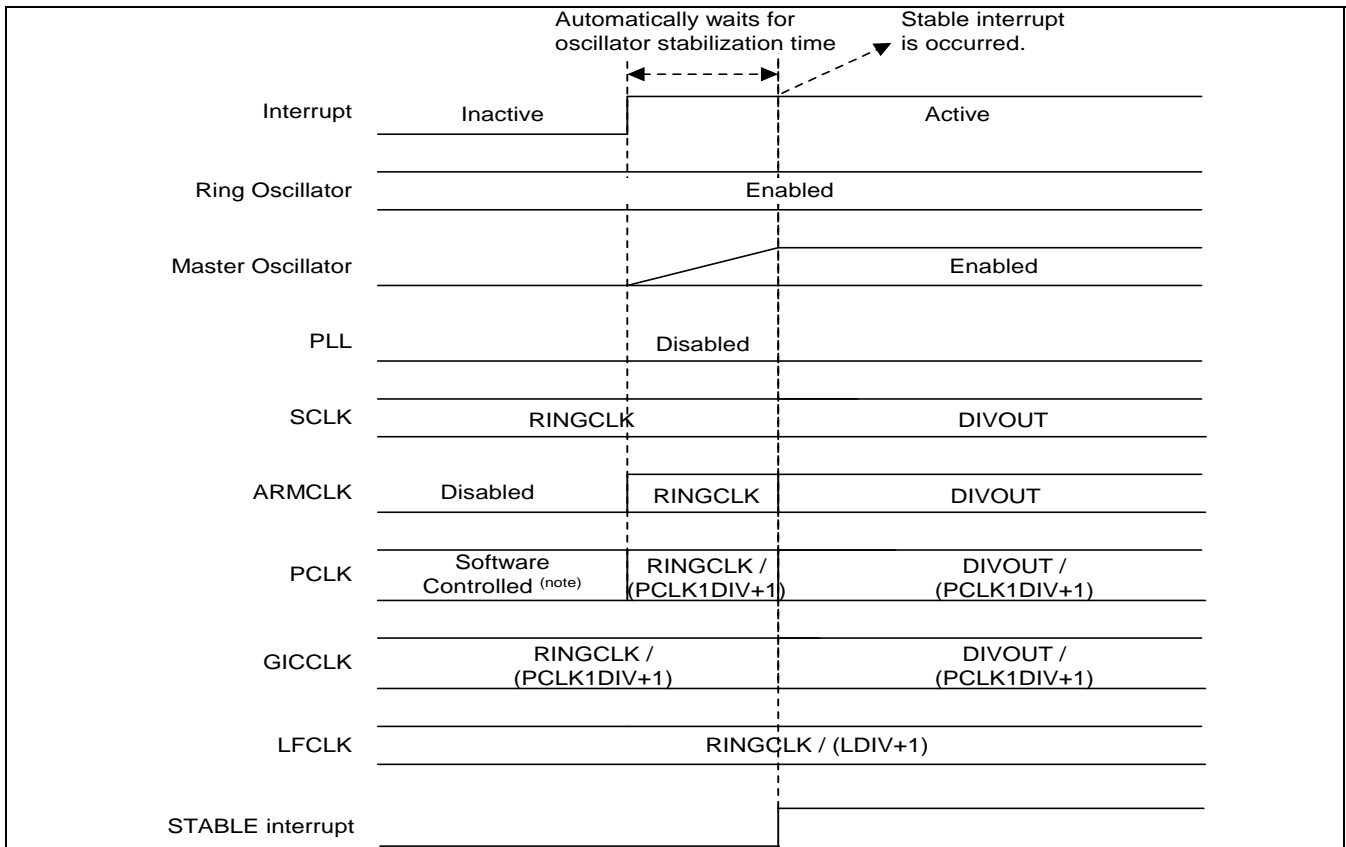 Automatically waits for
oscillator stabilization time
Stable interrupt
is occurred.
Interrupt
Inactive
Active
Ring Oscillator
Enabled
Master Oscillator
Enabled
PLL
Disabled
SCLK
RINGCLK
DIVOUT
ARMCLK
Disabled
RINGCLK
DIVOUT
PCLK
Software
Controlled (note)
RINGCLK /
(PCLK1DIV+1)
DIVOUT /
(PCLK1DIV+1)
GICCLK
RINGCLK /
(PCLK1DIV+1)
DIVOUT /
(PCLK1DIV+1)
LFCLK
RINGCLK / (LDIV+1)
STABLE interrupt